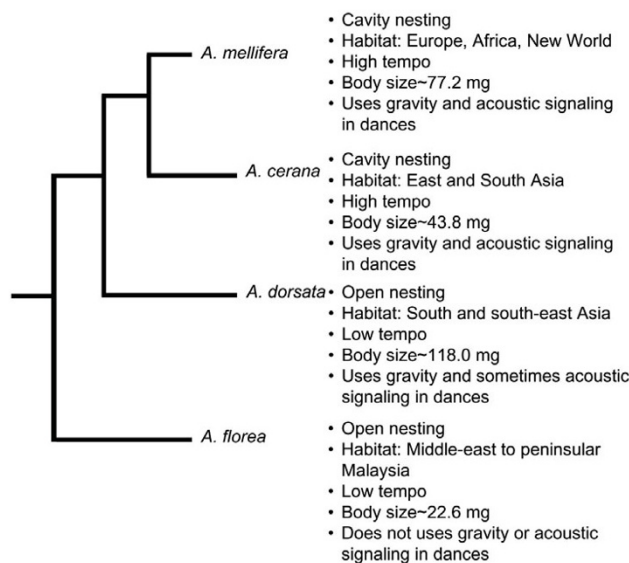 • Cavity nesting
• Habitat: Europe, Africa, New World
A. mellifera
• High tempo
• Body size~77.2 mg
• Uses gravity and acoustic signaling
in dances
• Cavity nesting
A. cerana
• Habitat: East and South Asia
• High tempo
• Body size~43.8 mg
• Uses gravity and acoustic signaling
in dances
A. dorsata
• Open nesting
• Habitat: South and south-east Asia
• Low tempo
• Body size~118.0 mg
• Uses gravity and sometimes acoustic
signaling in dances
A. florea
• Open nesting
• Habitat: Middle-east to peninsular
Malaysia
• Low tempo
• Body size~22.6 mg
• Does not uses gravity or acoustic
signaling in dances